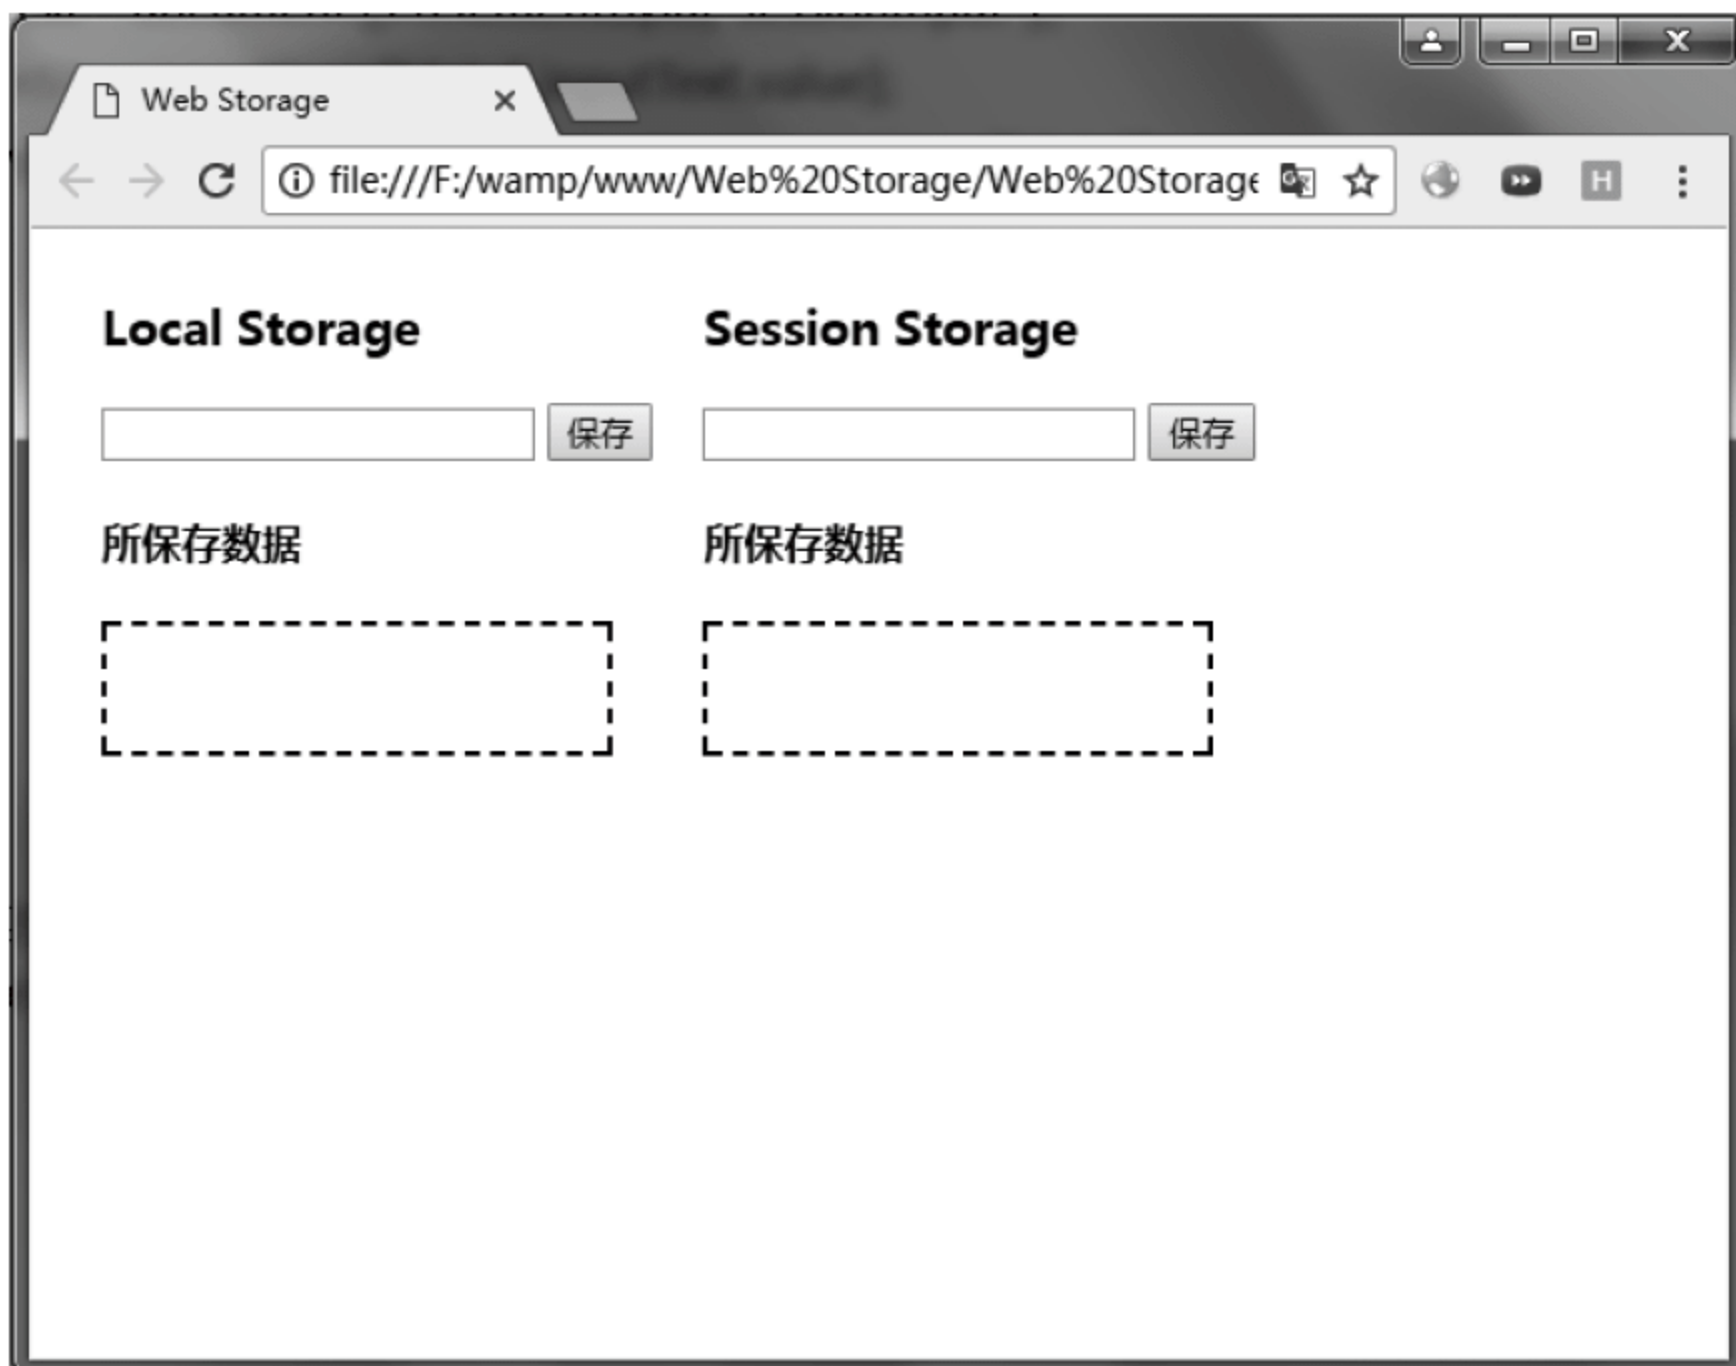 Web Storage
file:///F:/wamp/www/Web%20Storage/Web%20Storage
H
Local Storage Session Storage
保存 保存
所保存数据 所保存数据